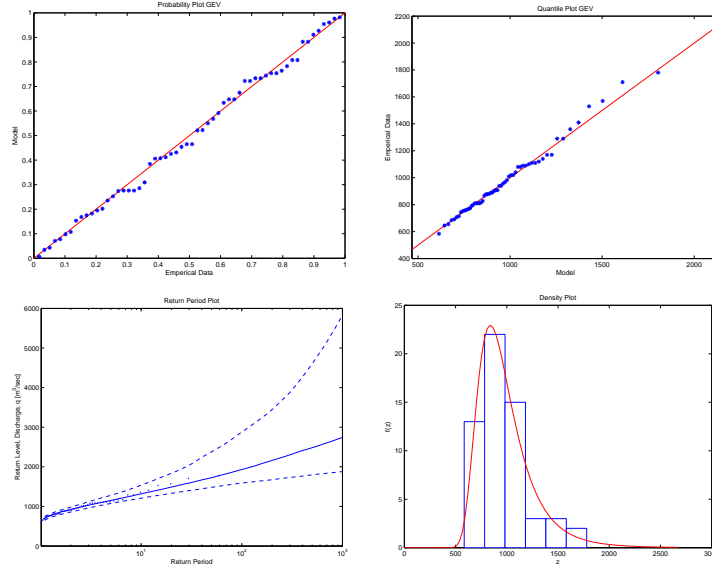 Probability Plot GEV
1
0.9
0.8
0.7
0.6
0.5
0.4
0.3
0.2
0.1
0
Model
0 0.1 0.2 0.3 0.4 0.5 0.6 0.7 0.8 0.9 1
Emperical Data
Quantile Plot GEV
2200
2000
1800
1600
1400
1200
1000
800
600
400
Emperical Data
500 1000 1500 2000
Model
Return Period Plot
6000
5000
4000
3000
2000
1000
0
Return Level, Discharge, q [m³/sec]
10¹ 10² 10³
Return Period
Density Plot
25
20
15
10
5
0
f(z)
0 500 1000 1500 2000 2500 3000
z